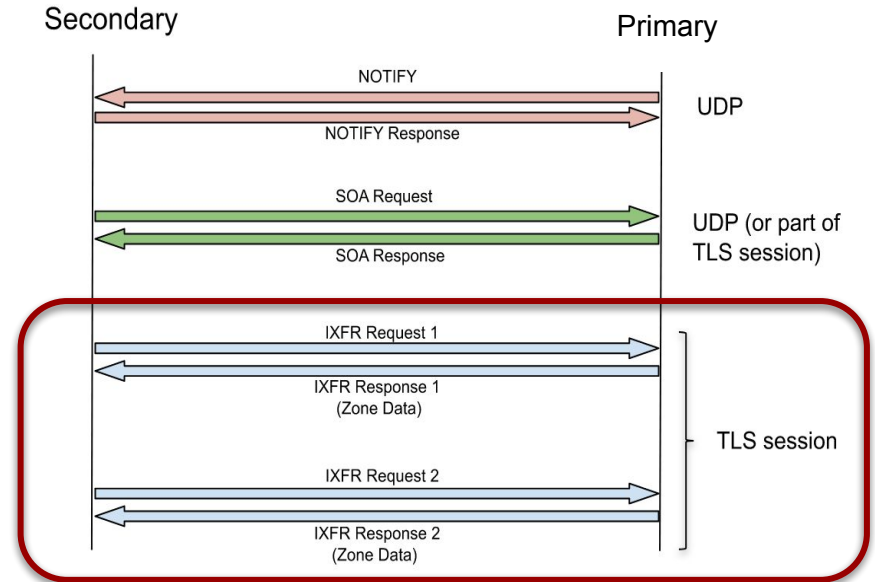 Secondary
Primary
NOTIFY
UDP
NOTIFY Response
SOA Request
UDP (or part of
TLS session)
SOA Response
IXFR Request 1
IXFR Response 1
(Zone Data)
TLS session
IXFR Request 2
IXFR Response 2
(Zone Data)